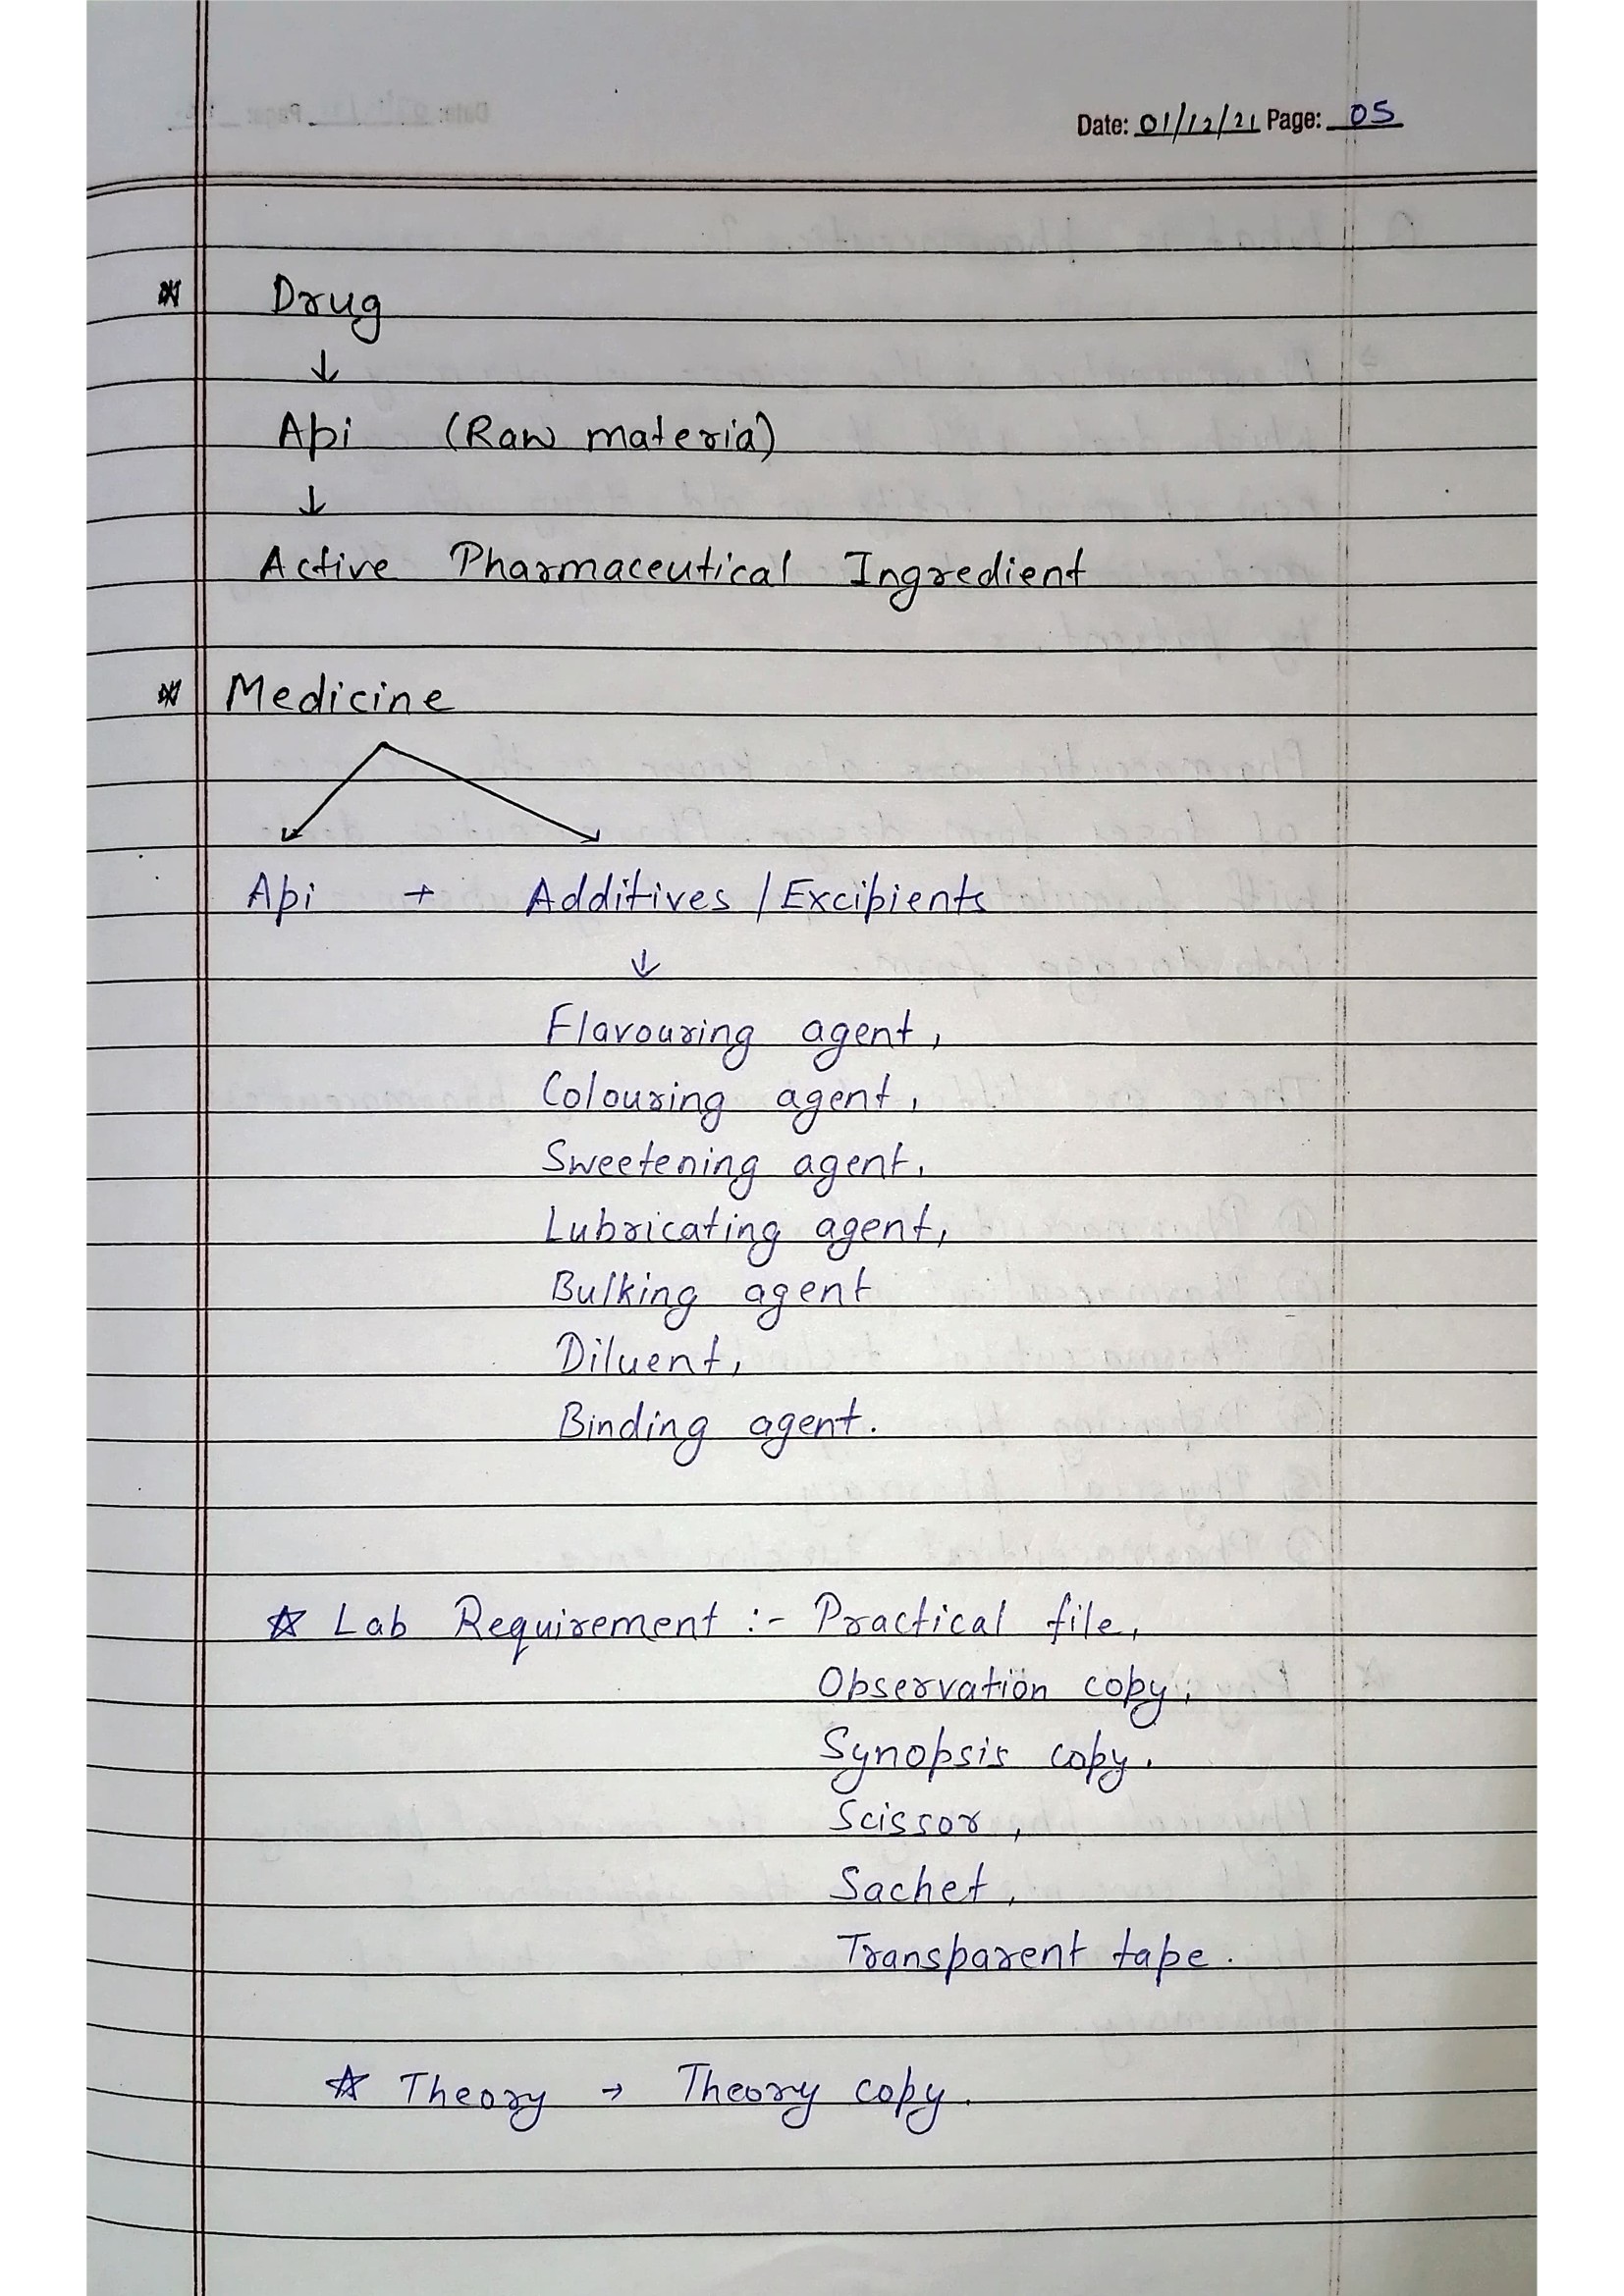 Date: 01/12/21 Page: 05
* Drug
↓
Api (Raw materia)
↓
Active Pharmaceutical Ingredient
* Medicine
Api + Additives / Excipients
↓
Flavouring agent,
Colouring agent,
Sweetening agent,
Lubricating agent,
Bulking agent
Diluent,
Binding agent.
☆ Lab Requirement :- Practical file,
Observation copy,
Synopsis copy.
Scissor,
Sachet,
Transparent tape.
☆ Theory → Theory copy.